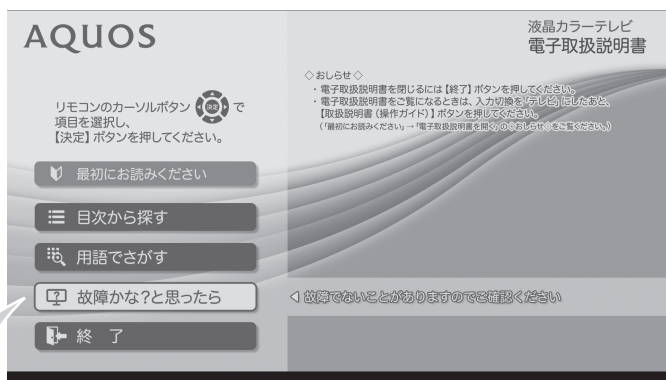 AQUOS
液晶カラーテレビ
電子取扱説明書
◇おしらせ◇
・電子取扱説明書を閉じるには【終了】ボタンを押してください。
・電子取扱説明書をご覧になるときは、入力切換を「テレビ」にしたあと、
【取扱説明書(操作ガイド)】ボタンを押してください。
(「最初にお読みください」→「電子取扱説明書を開く」の◇おしらせ◇をご覧ください。)
リモコンのカーソルボタン 決定 で
項目を選択し、
【決定】ボタンを押してください。
最初にお読みください
目次から探す
用語でさがす
故障かな?と思ったら
故障でないことがありますのでご確認ください
終 了